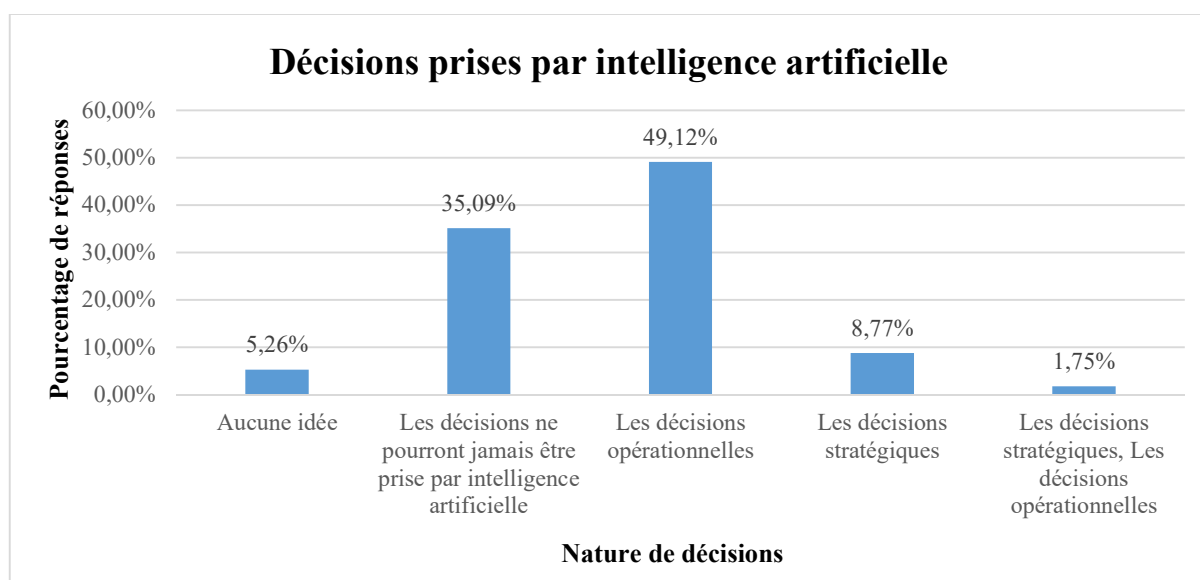 Décisions prises par intelligence artificielle
Pourcentage de réponses
60,00%
50,00%
40,00%
30,00%
20,00%
10,00%
0,00%
5,26%
35,09%
49,12%
8,77%
1,75%
Aucune idée
Les décisions ne
pourront jamais être
prise par intelligence
artificielle
Les décisions
opérationnelles
Les décisions
stratégiques
Les décisions
stratégiques, Les
décisions
opérationnelles
Nature de décisions